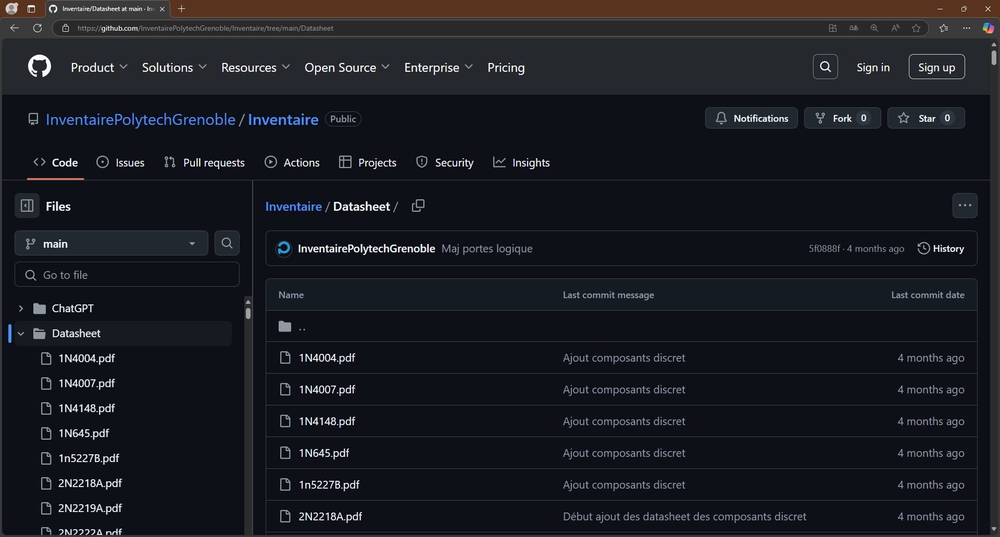 Inventaire/Datasheet at main · Inv
https://github.com/InventairePolytechGrenoble/Inventaire/tree/main/Datasheet
Product Solutions Resources Open Source Enterprise Pricing Sign in Sign up
InventairePolytechGrenoble / Inventaire Public Notifications Fork 0 Star 0
Code Issues Pull requests Actions Projects Security Insights
Files
main
Go to file
ChatGPT
Datasheet
1N4004.pdf
1N4007.pdf
1N4148.pdf
1N645.pdf
1n5227B.pdf
2N2218A.pdf
2N2219A.pdf
2N2222A.pdf
Inventaire / Datasheet /
InventairePolytechGrenoble Maj portes logique 5f0888f · 4 months ago History
Name Last commit message Last commit date
..
1N4004.pdf Ajout composants discret 4 months ago
1N4007.pdf Ajout composants discret 4 months ago
1N4148.pdf Ajout composants discret 4 months ago
1N645.pdf Ajout composants discret 4 months ago
1n5227B.pdf Ajout composants discret 4 months ago
2N2218A.pdf Début ajout des datasheet des composants discret 4 months ago